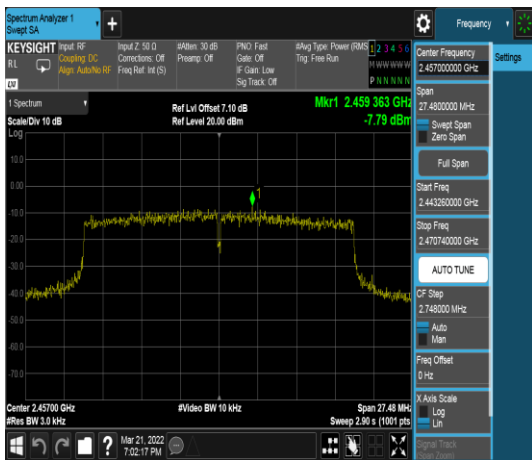 Spectrum Analyzer 1
Swept SA
+
Frequency
KEYSIGHT
RL
Input: RF
Coupling: DC
Align: Auto/No RF
Input Z: 50 Ω
Corrections: Off
Freq Ref: Int (S)
#Atten: 30 dB
Preamp: Off
PNO: Fast
Gate: Off
IF Gain: Low
Sig Track: Off
#Avg Type: Power (RMS
Trig: Free Run
1 2 3 4 5 6
M W W W W W
P N N N N N
1 Spectrum
Scale/Div 10 dB
Ref Lvl Offset 7.10 dB
Ref Level 20.00 dBm
Mkr1 2.459 363 GHz
-7.79 dBm
Log
10.0
0.00
-10.0
-20.0
-30.0
-40.0
-50.0
-60.0
-70.0
1
Center 2.45700 GHz
#Res BW 3.0 kHz
#Video BW 10 kHz
Span 27.48 MHz
Sweep 2.90 s (1001 pts)
Mar 21, 2022
7:02:17 PM
Center Frequency
2.457000000 GHz
Settings
Span
27.4800000 MHz
Swept Span
Zero Span
Full Span
Start Freq
2.443260000 GHz
Stop Freq
2.470740000 GHz
AUTO TUNE
CF Step
2.748000 MHz
Auto
Man
Freq Offset
0 Hz
X Axis Scale
Log
Lin
Signal Track
(Span Zoom)